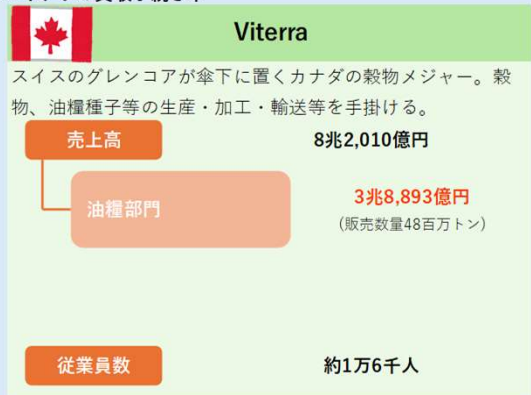 Viterra
スイスのグレンコアが傘下に置くカナダの穀物メジャー。穀
物、油糧種子等の生産・加工・輸送等を手掛ける。
売上高 8兆2,010億円
油糧部門 3兆8,893億円
(販売数量48百万トン)
従業員数 約1万6千人